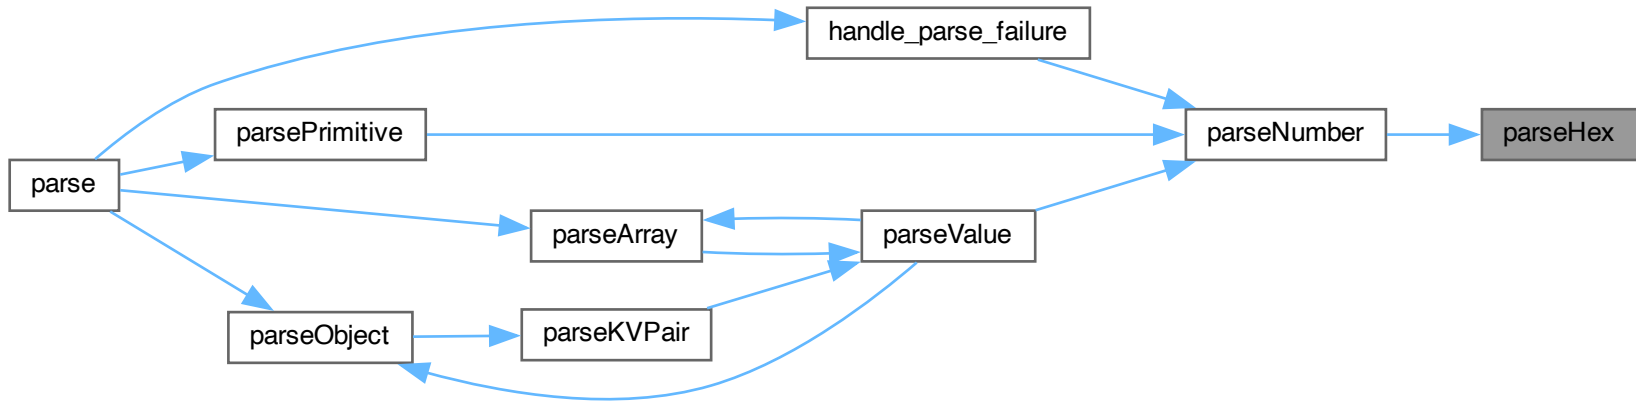 handle_parse_failure
parsePrimitive
parseNumber
parseHex
parse
parseArray
parseValue
parseObject
parseKVPair